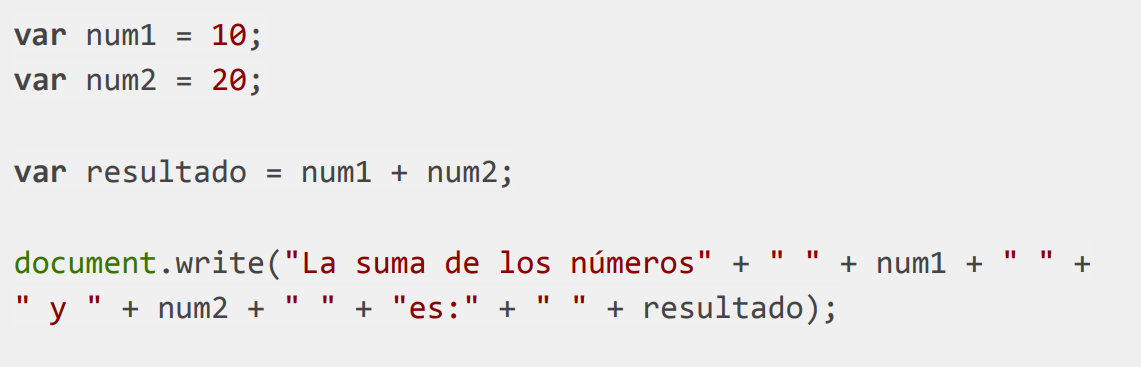 var num1 = 10;
var num2 = 20;
var resultado = num1 + num2;
document.write("La suma de los números" + " " + num1 + " " +
" y " + num2 + " " + "es:" + " " + resultado);